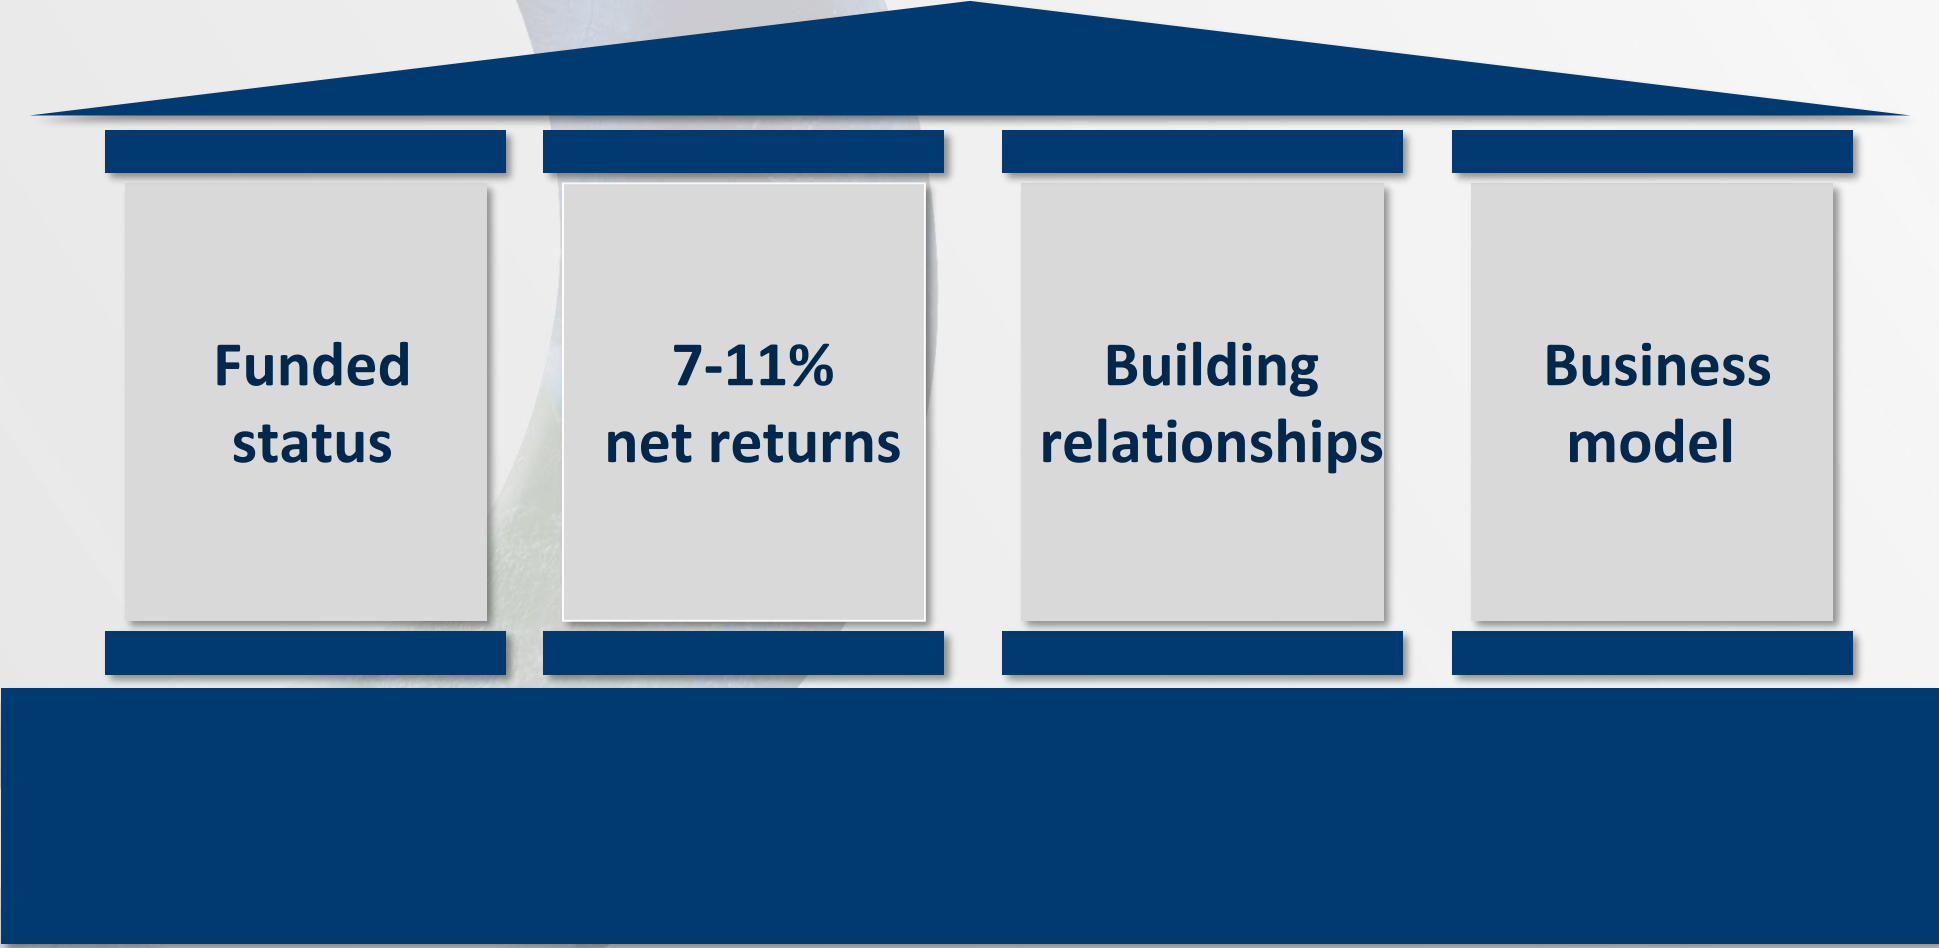 Funded
status
7-11%
net returns
Building
relationships
Business
model